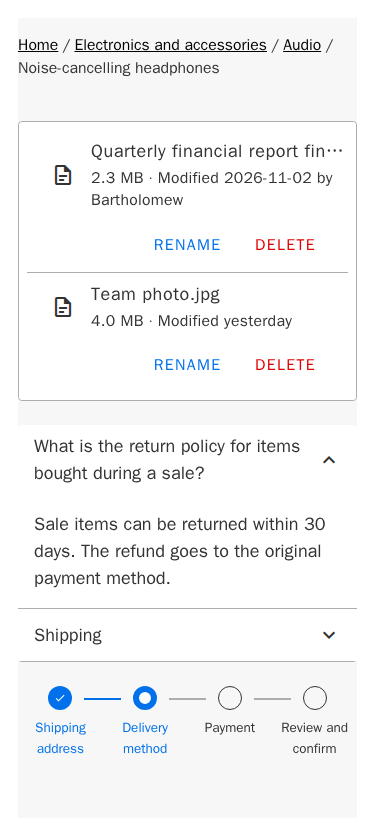 Home / Electronics and accessories / Audio /
Noise-cancelling headphones
Quarterly financial report fin…
2.3 MB · Modified 2026-11-02 by
Bartholomew
RENAME DELETE
Team photo.jpg
4.0 MB · Modified yesterday
RENAME DELETE
What is the return policy for items
bought during a sale?
Sale items can be returned within 30
days. The refund goes to the original
payment method.
Shipping
Shipping address
Delivery method
Payment
Review and confirm